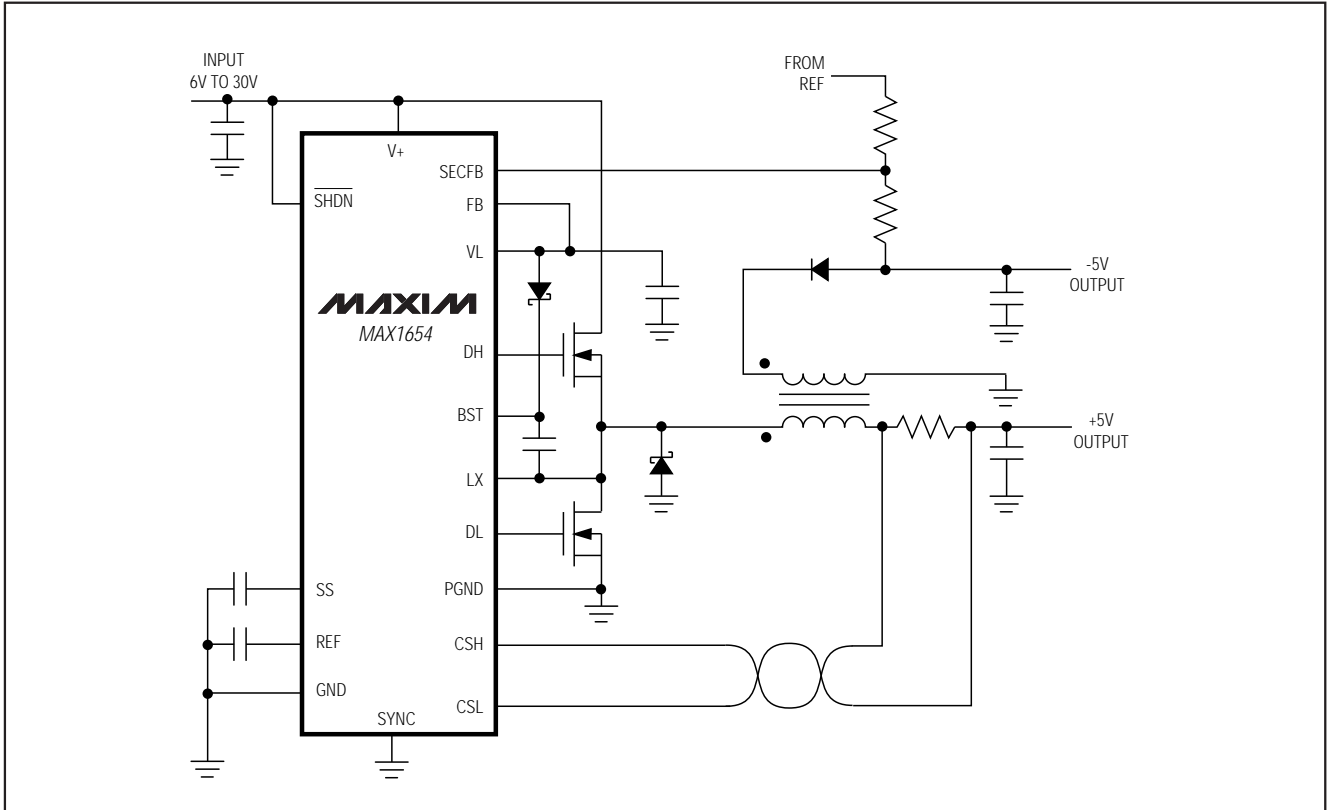 INPUT
6V TO 30V
FROM
REF
V+
SECFB
SHDN
FB
VL
-5V
OUTPUT
MAXIM
MAX1654
DH
BST
+5V
OUTPUT
LX
DL
SS
PGND
REF
CSH
GND
CSL
SYNC